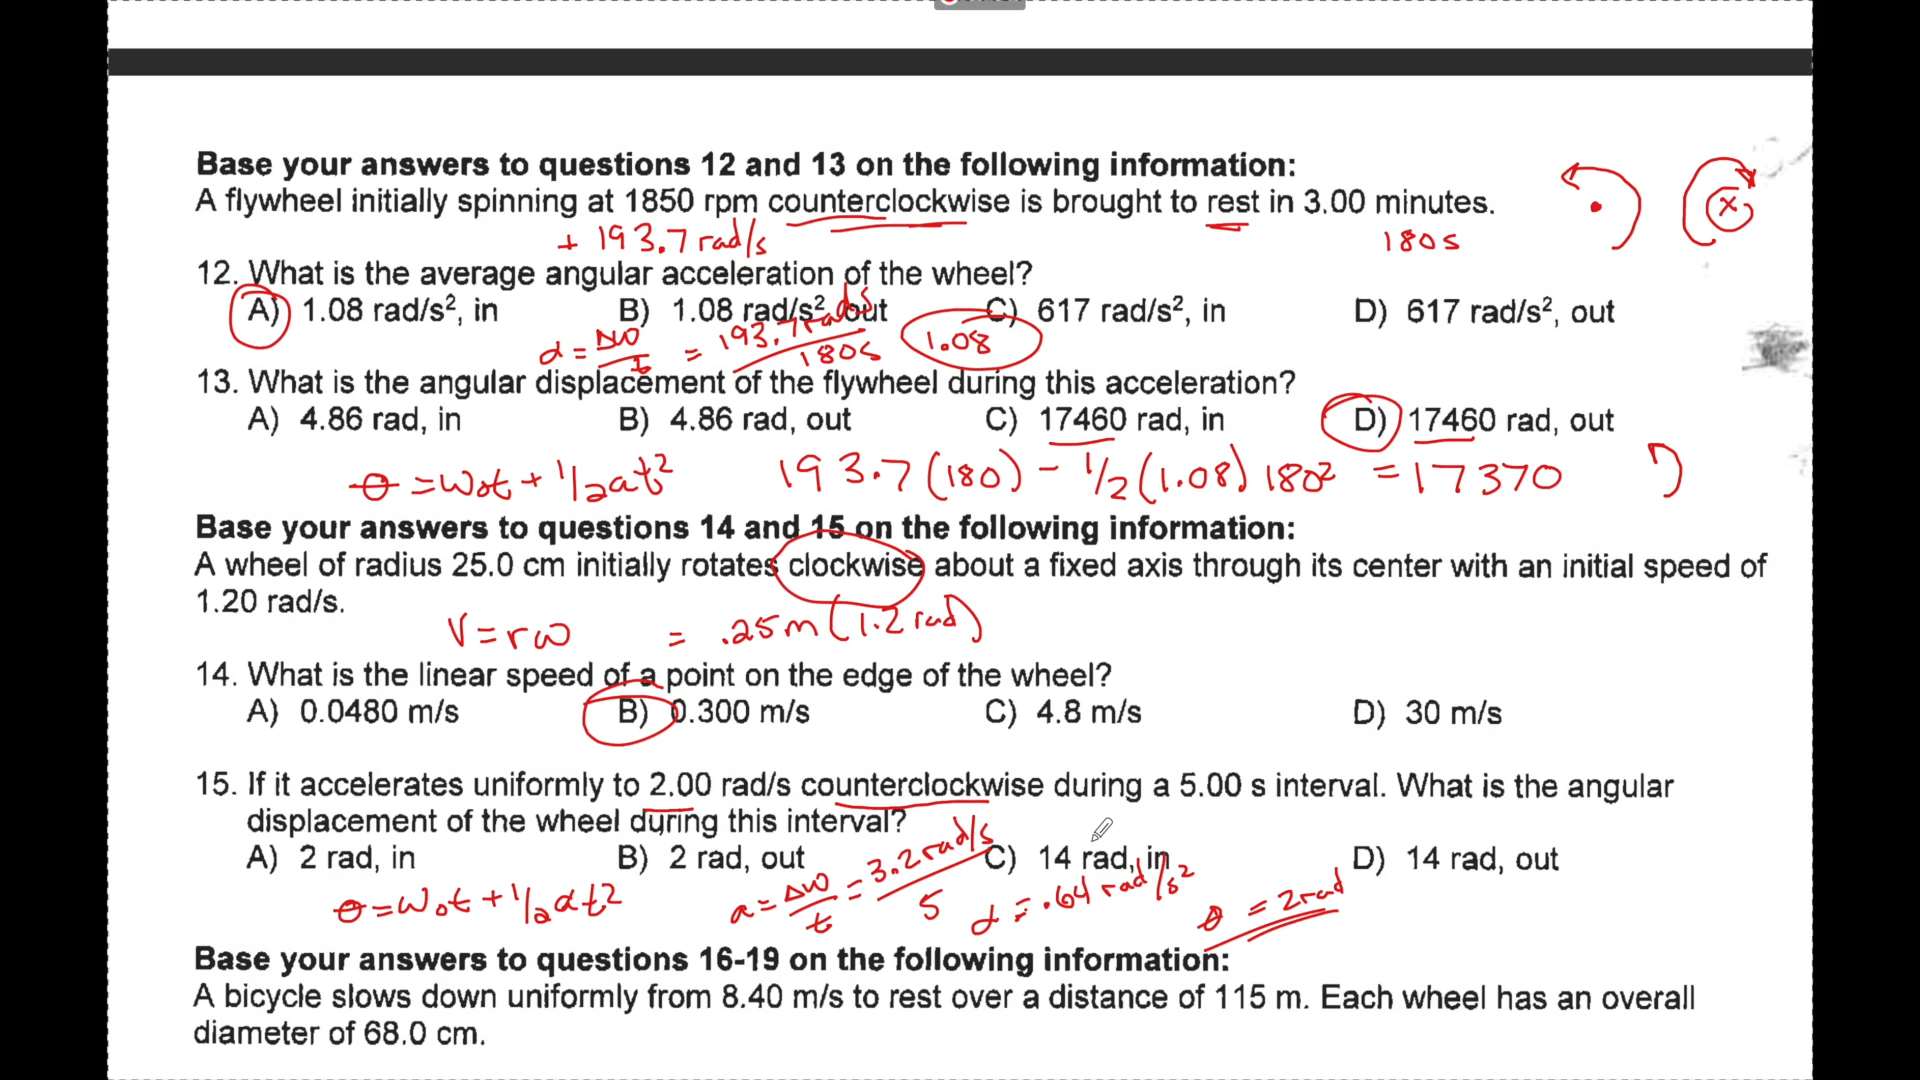 Base your answers to questions 12 and 13 on the following information:
A flywheel initially spinning at 1850 rpm counterclockwise is brought to rest in 3.00 minutes.
+ 193.7 rad/s 180s
12. What is the average angular acceleration of the wheel?
A) 1.08 rad/s², in B) 1.08 rad/s², out C) 617 rad/s², in D) 617 rad/s², out
α = Δω/t = 193.7 rads/180s 1.08
13. What is the angular displacement of the flywheel during this acceleration?
A) 4.86 rad, in B) 4.86 rad, out C) 17460 rad, in D) 17460 rad, out
θ = ω₀t + 1/2 αt² 193.7(180) - 1/2(1.08)180² = 17370
Base your answers to questions 14 and 15 on the following information:
A wheel of radius 25.0 cm initially rotates clockwise about a fixed axis through its center with an initial speed of
1.20 rad/s.
V = rω = .25m(1.2 rad)
14. What is the linear speed of a point on the edge of the wheel?
A) 0.0480 m/s B) 0.300 m/s C) 4.8 m/s D) 30 m/s
15. If it accelerates uniformly to 2.00 rad/s counterclockwise during a 5.00 s interval. What is the angular
displacement of the wheel during this interval?
A) 2 rad, in B) 2 rad, out C) 14 rad, in D) 14 rad, out
θ = ω₀t + 1/2 αt² a = Δω/t = 3.2 rad/s/5 α = .64 rad/s² θ = 2 rad
Base your answers to questions 16-19 on the following information:
A bicycle slows down uniformly from 8.40 m/s to rest over a distance of 115 m. Each wheel has an overall
diameter of 68.0 cm.